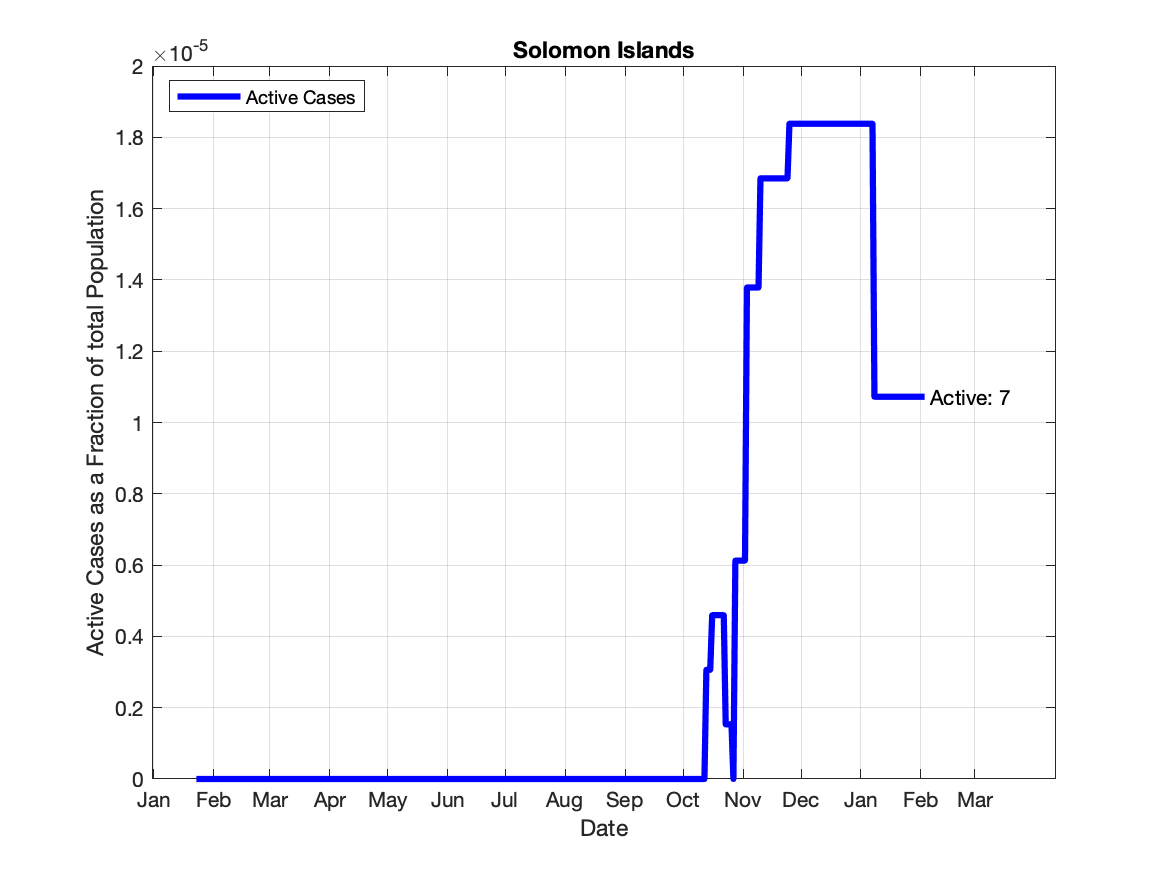 Solomon Islands
×10-5
2
1.8
1.6
1.4
1.2
1
0.8
0.6
0.4
0.2
0
Active Cases as a Fraction of total Population
Active Cases
Active: 7
Jan Feb Mar Apr May Jun Jul Aug Sep Oct Nov Dec Jan Feb Mar
Date